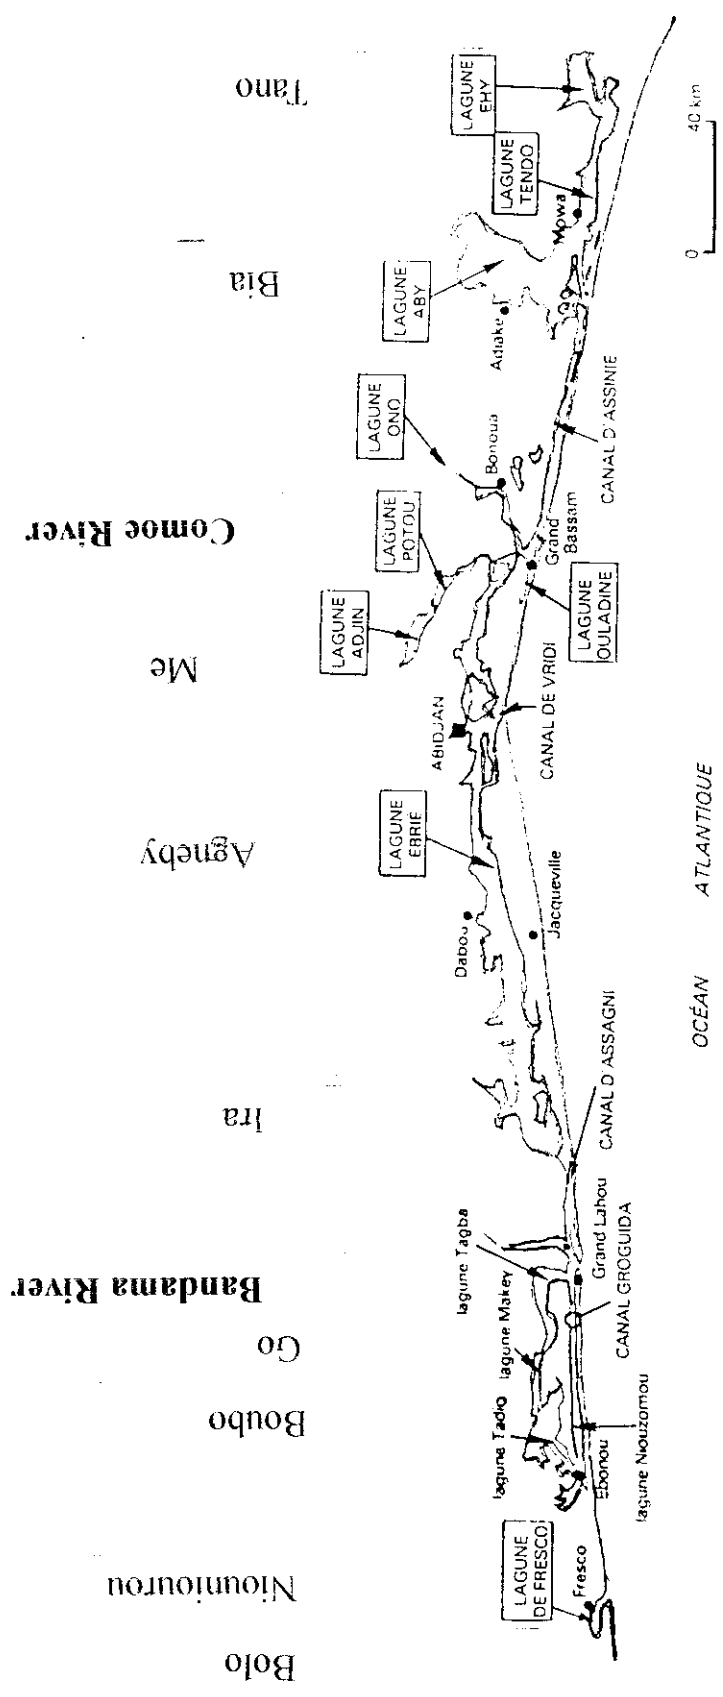 Bolo
Niouniourou
Boubo
Go
Bandama River
Ira
Agneby
Me
Comoe River
Bia
Tano
LAGUNE
DE FRESCO
Fresco
lagune Tadio
lagune Makey
lagune Tagba
Ebonou
lagune Niouzomou
CANAL GROGUIDA
Grand Lahou
CANAL D'ASSAGNI
Dabou
Jacqueville
LAGUNE
EBRIÉ
ABIDJAN
CANAL DE VRIDI
LAGUNE
ADJIN
LAGUNE
POTOU
LAGUNE
ONO
LAGUNE
OULADINE
Grand
Bassam
Bonoua
CANAL D'ASSINIE
LAGUNE
ABY
Adiake
Mowa
LAGUNE
TENDO
LAGUNE
EHY
OCÉAN ATLANTIQUE
0 40 km